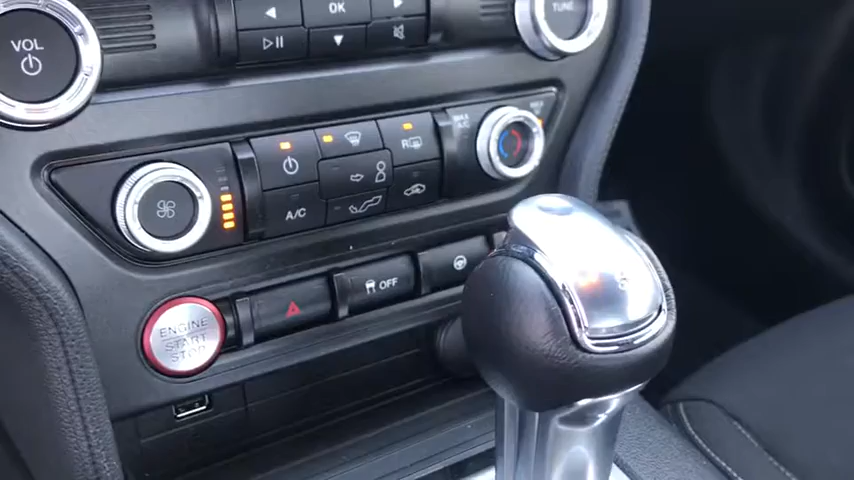 VOL
OK
TUNE
MAX
A/C
R
A/C
OFF
ENGINE
START
STOP